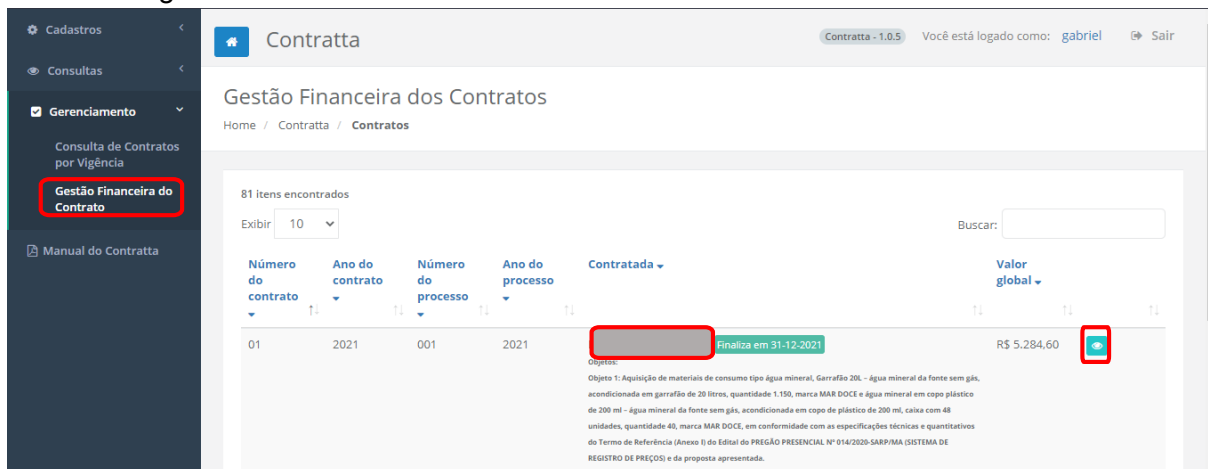 Cadastros
Consultas
Gerenciamento
Consulta de Contratos
por Vigência
Gestão Financeira do
Contrato
Manual do Contratta
Contratta
Contratta - 1.0.5
Você está logado como: gabriel
Sair
Gestão Financeira dos Contratos
Home / Contratta / Contratos
81 itens encontrados
Exibir 10
Buscar:
Número do contrato
Ano do contrato
Número do processo
Ano do processo
Contratada
Valor global
01
2021
001
2021
Finaliza em 31-12-2021
R$ 5.284,60
Objetos:
Objeto 1: Aquisição de materiais de consumo tipo água mineral, Garrafão 20L – água mineral da fonte sem gás,
acondicionada em garrafão de 20 litros, quantidade 1.150, marca MAR DOCE e água mineral em copo plástico
de 200 ml – água mineral da fonte sem gás, acondicionada em copo de plástico de 200 ml, caixa com 48
unidades, quantidade 40, marca MAR DOCE, em conformidade com as especificações técnicas e quantitativos
do Termo de Referência (Anexo I) do Edital do PREGÃO PRESENCIAL Nº 014/2020-SARP/MA (SISTEMA DE
REGISTRO DE PREÇOS) e da proposta apresentada.